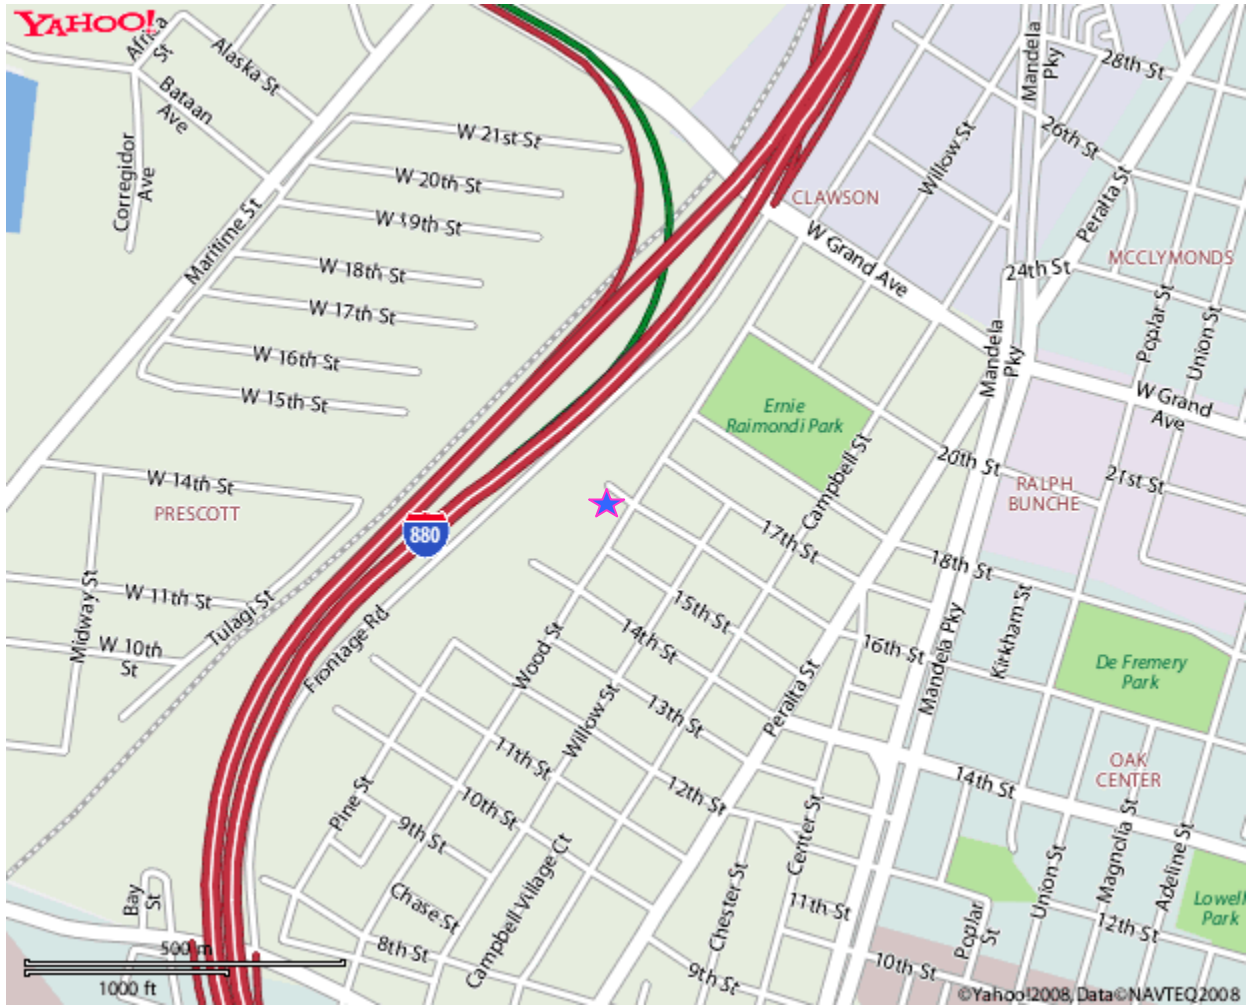 YAHOO!
Africa
St
Alaska St
Bataan
Ave
Corregidor
Ave
Maritime St
W 21st St
W 20th St
W 19th St
W 18th St
W 17th St
W 16th St
W 15th St
W 14th St
PRESCOTT
W 11th St
W 10th
St
Midway St
Tulagi St
880
Frontage Rd
Mandela
Pky
28th St
26th St
Willow St
Peralta St
CLAWSON
W Grand Ave
24th St
MCCLYMONDS
Poplar St
Union St
Mandela
Pky
W Grand
Ave
Ernie
Raimondi Park
Campbell St
20th St
21st St
RALPH
BUNCHE
17th St
18th St
15th St
14th St
16th St
Kirkham St
Mandela Pky
De Fremery
Park
Wood St
Willow St
13th St
Peralta St
11th St
12th St
14th St
OAK
CENTER
Pine St
10th St
9th St
Center St
Magnolia St
Adeline St
Union St
Campbell Village Ct
Chester St
Chase St
8th St
11th St
12th St
Lowell
Park
Poplar
St
Bay
St
9th St
10th St
500 m
1000 ft
©Yahoo!2008, Data©NAVTEQ2008